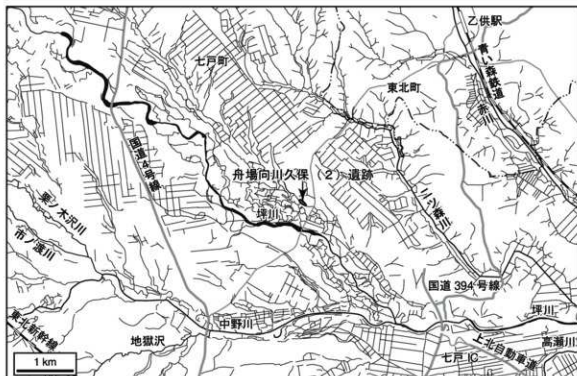 乙供駅
青い森鉄道
赤川
七戸町
東北町
国道4号線
舟場向川久保（2）遺跡
坪川
二ツ森川
栗ノ木沢川
市ノ渡川
国道394号線
中野川
坪川
東北新幹線
地獄沢
上北自動車道
高瀬川
七戸IC
1 km